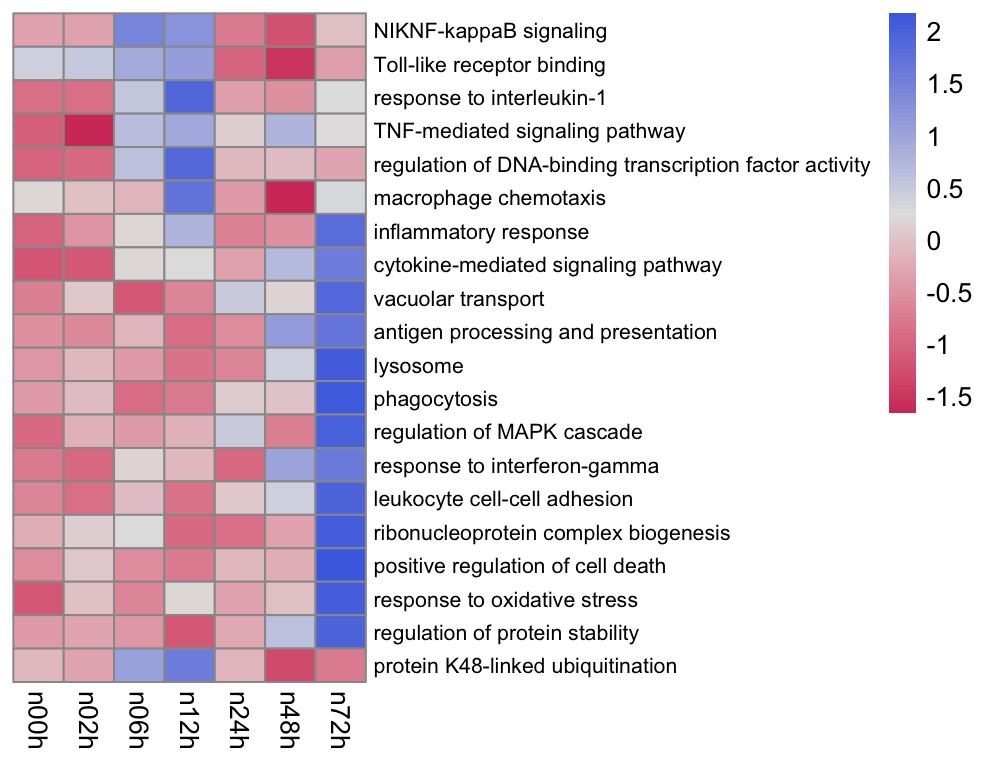 NIKNF-kappaB signaling
Toll-like receptor binding
response to interleukin-1
TNF-mediated signaling pathway
regulation of DNA-binding transcription factor activity
macrophage chemotaxis
inflammatory response
cytokine-mediated signaling pathway
vacuolar transport
antigen processing and presentation
lysosome
phagocytosis
regulation of MAPK cascade
response to interferon-gamma
leukocyte cell-cell adhesion
ribonucleoprotein complex biogenesis
positive regulation of cell death
response to oxidative stress
regulation of protein stability
protein K48-linked ubiquitination
n00h
n02h
n06h
n12h
n24h
n48h
n72h
2
1.5
1
0.5
0
-0.5
-1
-1.5